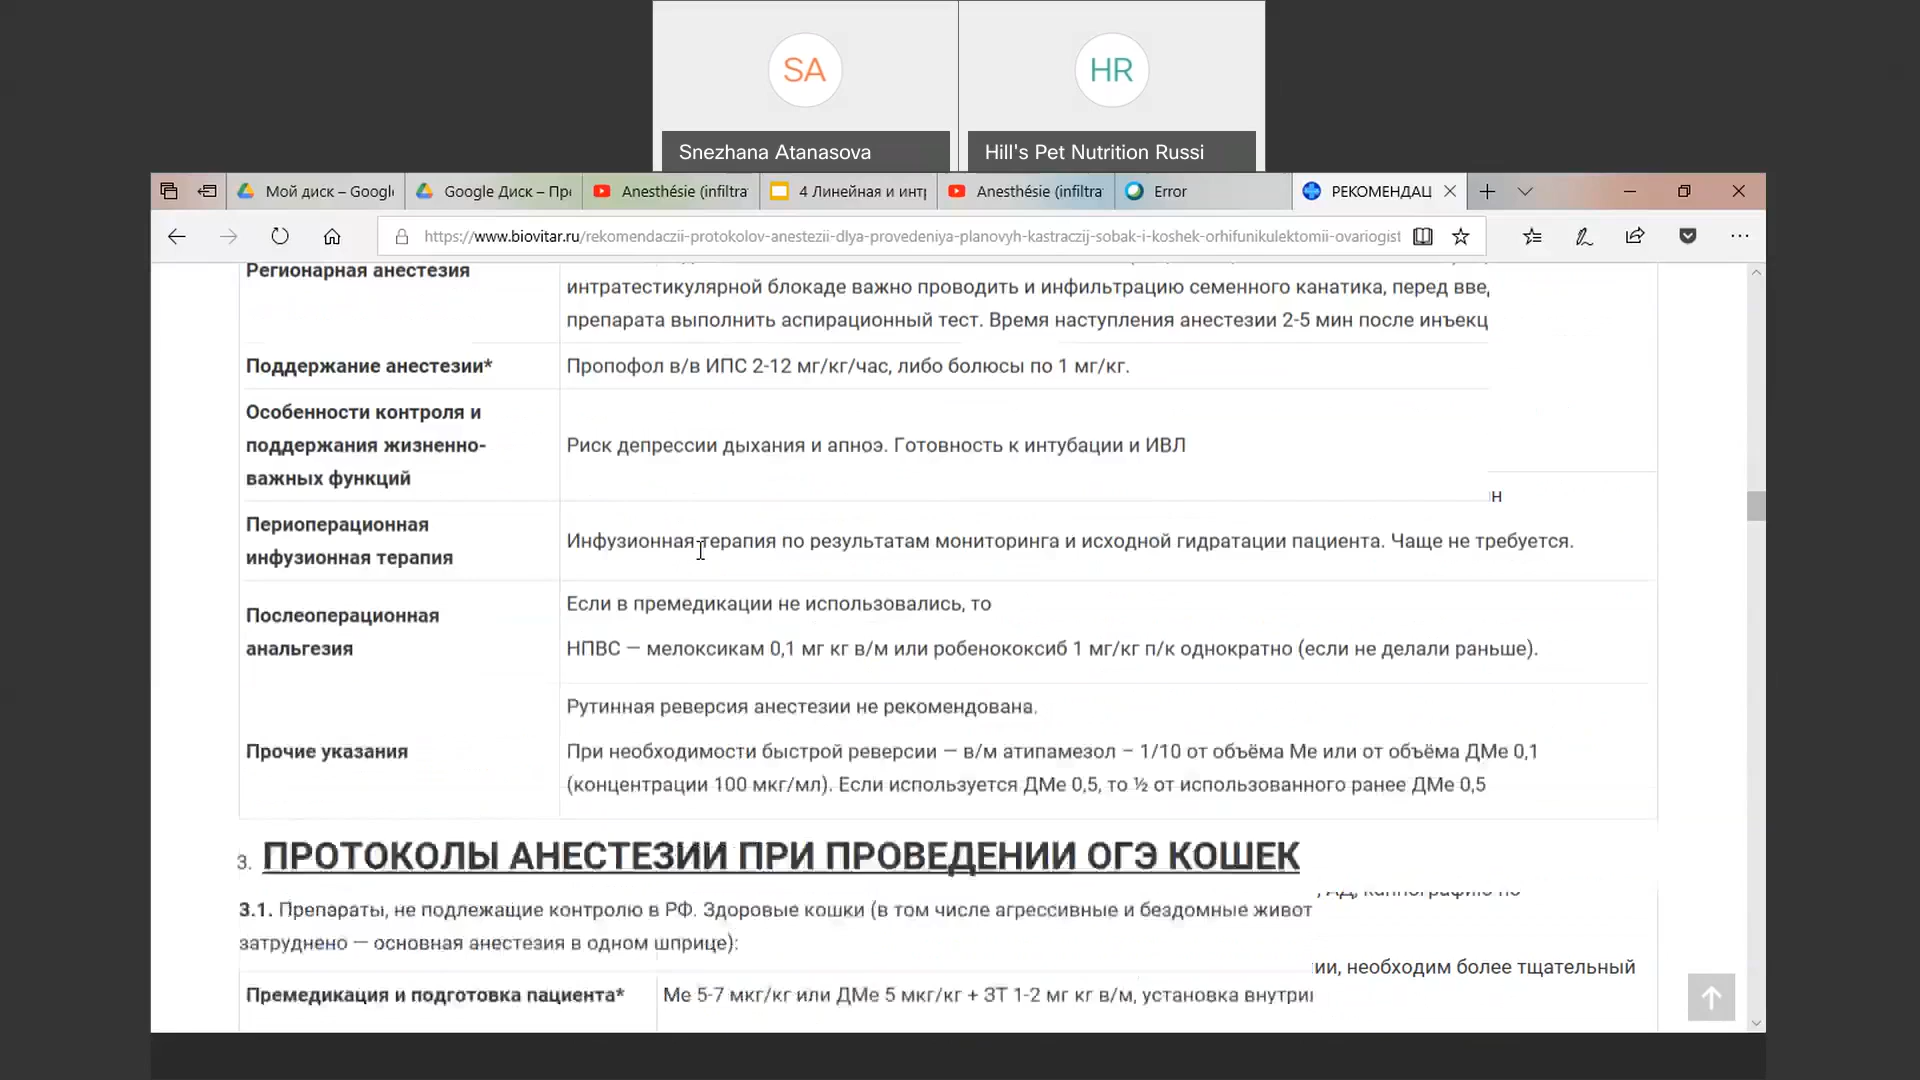 SA
HR
Snezhana Atanasova
Hill's Pet Nutrition Russi
Мой диск – Googl
Google Диск – Пр
Anesthésie (infiltra
4 Линейная и инт
Anesthésie (infiltra
Error
РЕКОМЕНДАЦ
https://www.biovitar.ru/rekomendaczii-protokolov-anestezii-dlya-provedeniya-planovyh-kastraczij-sobak-i-koshek-orhifunikulektomii-ovariogist
Регионарная анестезия
интратестикулярной блокаде важно проводить и инфильтрацию семенного канатика, перед вве
препарата выполнить аспирационный тест. Время наступления анестезии 2-5 мин после инъекц
Поддержание анестезии*
Пропофол в/в ИПС 2-12 мг/кг/час, либо болюсы по 1 мг/кг.
Особенности контроля и
поддержания жизненно-
важных функций
Риск депрессии дыхания и апноэ. Готовность к интубации и ИВЛ
н
Периоперационная
инфузионная терапия
Инфузионная терапия по результатам мониторинга и исходной гидратации пациента. Чаще не требуется.
Послеоперационная
анальгезия
Если в премедикации не использовались, то
НПВС — мелоксикам 0,1 мг кг в/м или робенококсиб 1 мг/кг п/к однократно (если не делали раньше).
Прочие указания
Рутинная реверсия анестезии не рекомендована.
При необходимости быстрой реверсии — в/м атипамезол – 1/10 от объёма Ме или от объёма ДМе 0,1
(концентрации 100 мкг/мл). Если используется ДМе 0,5, то ½ от использованного ранее ДМе 0,5
3. ПРОТОКОЛЫ АНЕСТЕЗИИ ПРИ ПРОВЕДЕНИИ ОГЭ КОШЕК
3.1. Препараты, не подлежащие контролю в РФ. Здоровые кошки (в том числе агрессивные и бездомные живот
затруднено — основная анестезия в одном шприце):
ии, необходим более тщательный
Премедикация и подготовка пациента*
Ме 5-7 мкг/кг или ДМе 5 мкг/кг + ЗТ 1-2 мг кг в/м, установка внутри